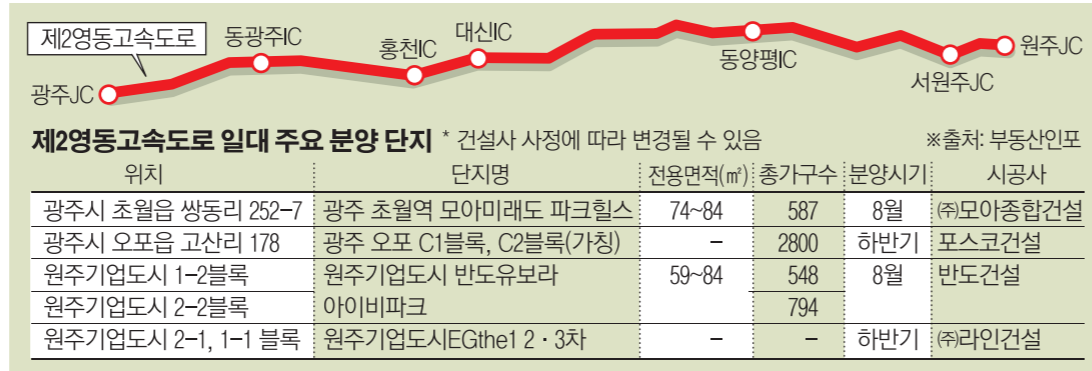 제2영동고속도로
광주JC
동광주IC
홍천IC
대신IC
동양평IC
서원주JC
원주JC
제2영동고속도로 일대 주요 분양 단지 * 건설사 사정에 따라 변경될 수 있음 ※출처: 부동산인포
위치 단지명 전용면적(㎡) 총가구수 분양시기 시공사
광주시 초월읍 쌍동리 252-7 광주 초월역 모아미래도 파크힐스 74~84 587 8월 ㈜모아종합건설
광주시 오포읍 고산리 178 광주 오포 C1블록, C2블록(가칭) - 2800 하반기 포스코건설
원주기업도시 1-2블록 원주기업도시 반도유보라 59~84 548 8월 반도건설
원주기업도시 2-2블록 아이비파크 794
원주기업도시 2-1, 1-1 블록 원주기업도시EGthe1 2·3차 - - 하반기 ㈜라인건설